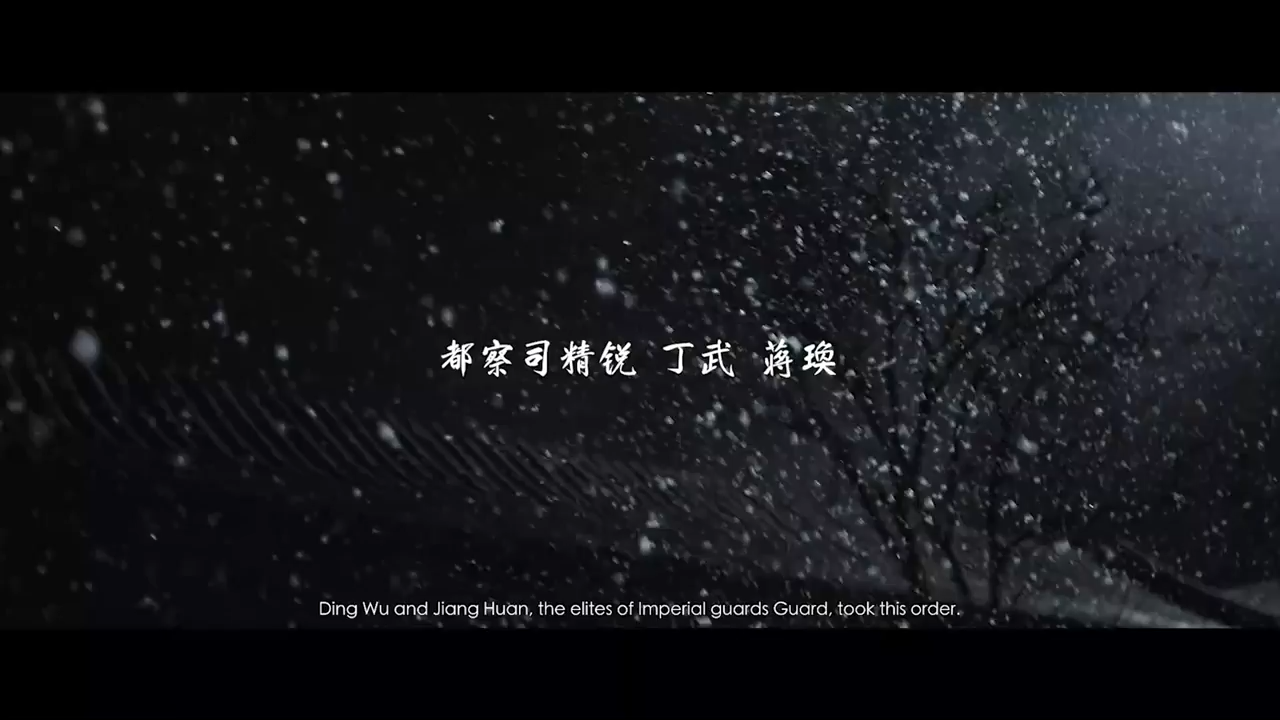 都察司精锐 丁武 蒋瑍
Ding Wu and Jiang Huan, the elites of Imperial guards Guard, took this order.